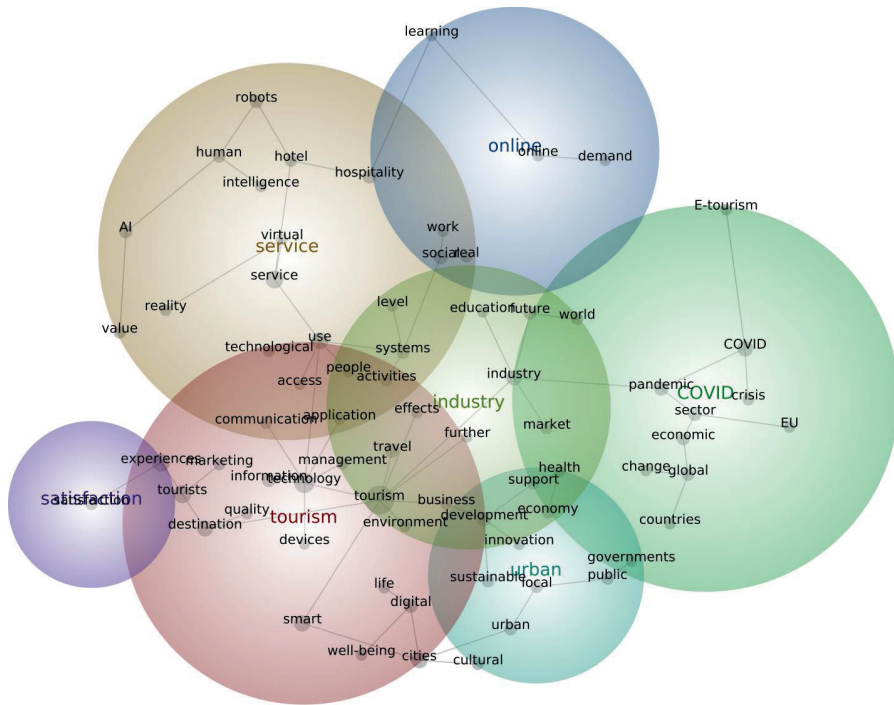 learning
robots
online
online
demand
human
hotel
intelligence
hospitality
E-tourism
AI
virtual
service
work
social
real
service
level
education
future
world
reality
value
use
systems
technological
people
activities
access
industry
industry
COVID
pandemic
COVID
crisis
sector
EU
communication
application
effects
market
economic
further
travel
experiences
marketing
management
information
technology
health
support
change
global
satisfaction
satisfaction
tourists
tourism
business
quality
tourism
environment
development
economy
countries
destination
devices
innovation
governments
sustainable
urban
local
public
life
digital
smart
urban
well-being
cities
cultural